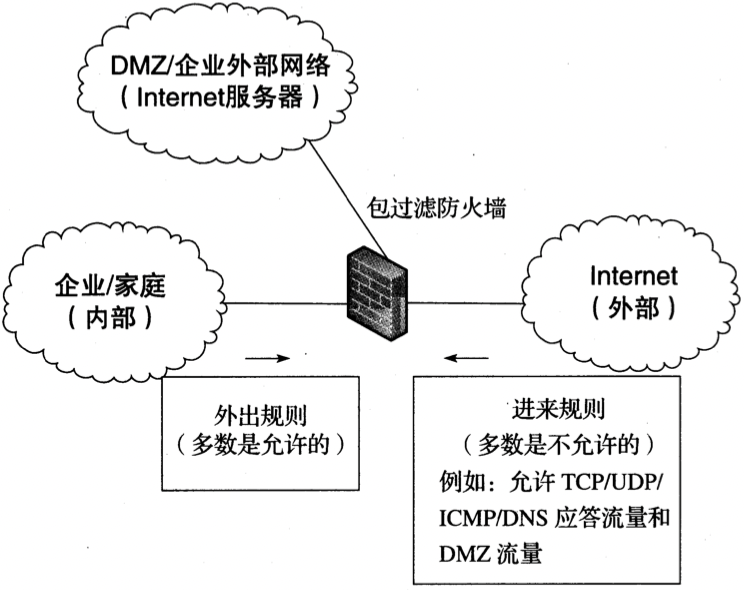 DMZ/企业外部网络
（Internet服务器）
包过滤防火墙
企业/家庭
（内部）
Internet
（外部）
外出规则
（多数是允许的）
进来规则
（多数是不允许的）
例如：允许 TCP/UDP/
ICMP/DNS 应答流量和
DMZ 流量